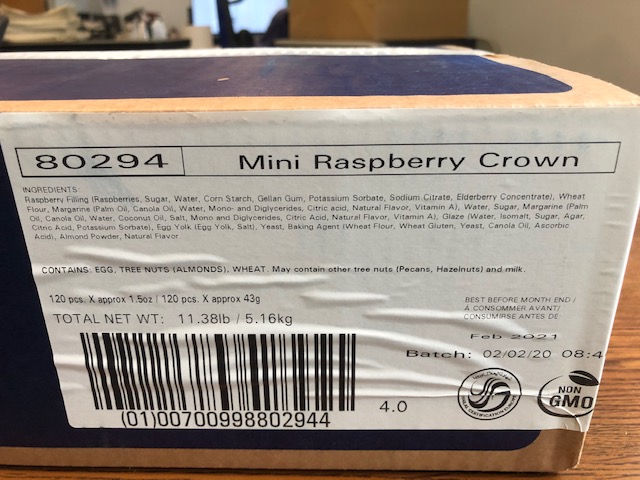 80294 Mini Raspberry Crown
INGREDIENTS:
Raspberry Filling (Raspberries, Sugar, Water, Corn Starch, Gellan Gum, Potassium Sorbate, Sodium Citrate, Elderberry Concentrate), Wheat
Flour, Margarine (Palm Oil, Canola Oil, Water, Mono- and Diglycerides, Citric acid, Natural Flavor, Vitamin A), Water, Sugar, Margarine (Palm
Oil, Canola Oil, Water, Coconut Oil, Salt, Mono and Diglycerides, Citric Acid, Natural Flavor, Vitamin A), Glaze (Water, Isomalt, Sugar, Agar,
Citric Acid, Potassium Sorbate), Egg Yolk (Egg Yolk, Salt), Yeast, Baking Agent (Wheat Flour, Wheat Gluten, Yeast, Canola Oil, Ascorbic
Acid), Almond Powder, Natural Flavor
CONTAINS: EGG, TREE NUTS (ALMONDS), WHEAT. May contain other tree nuts (Pecans, Hazelnuts) and milk.
120 pcs. X approx 1.5oz / 120 pcs. X approx 43g
TOTAL NET WT: 11.38lb / 5.16kg
BEST BEFORE MONTH END /
À CONSOMMER AVANT/
CONSÚMIRSE ANTES DE
Feb 2021
Batch: 02/02/20 08:4
(01)00700998802944
4.0
NON
GMO